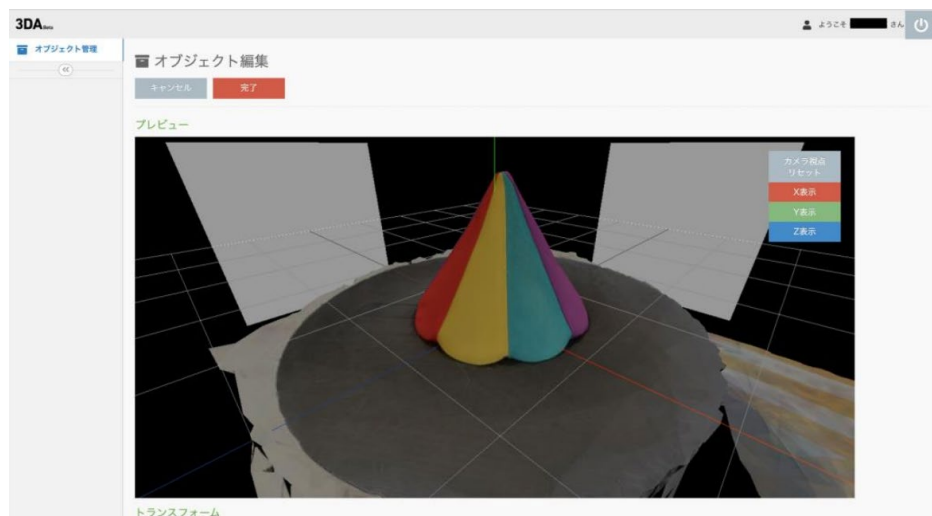 3DA Beta
ようこそ さん
オブジェクト管理
オブジェクト編集
キャンセル
完了
プレビュー
カメラ視点
リセット
X表示
Y表示
Z表示
トランスフォーム